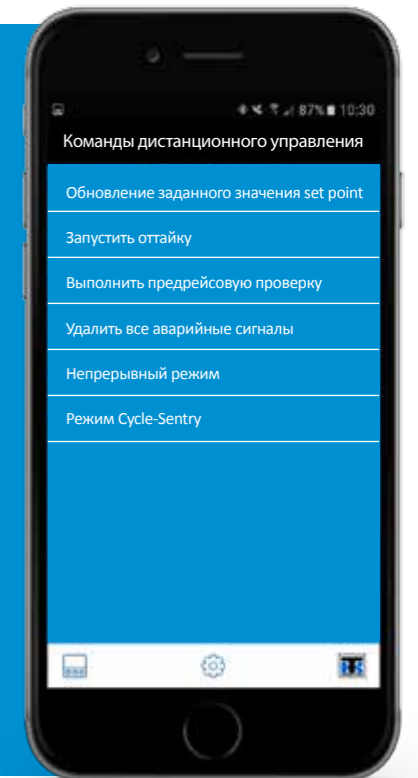 87% 10:30
Команды дистанционного управления
Обновление заданного значения set point
Запустить оттайку
Выполнить предрейсовую проверку
Удалить все аварийные сигналы
Непрерывный режим
Режим Cycle-Sentry